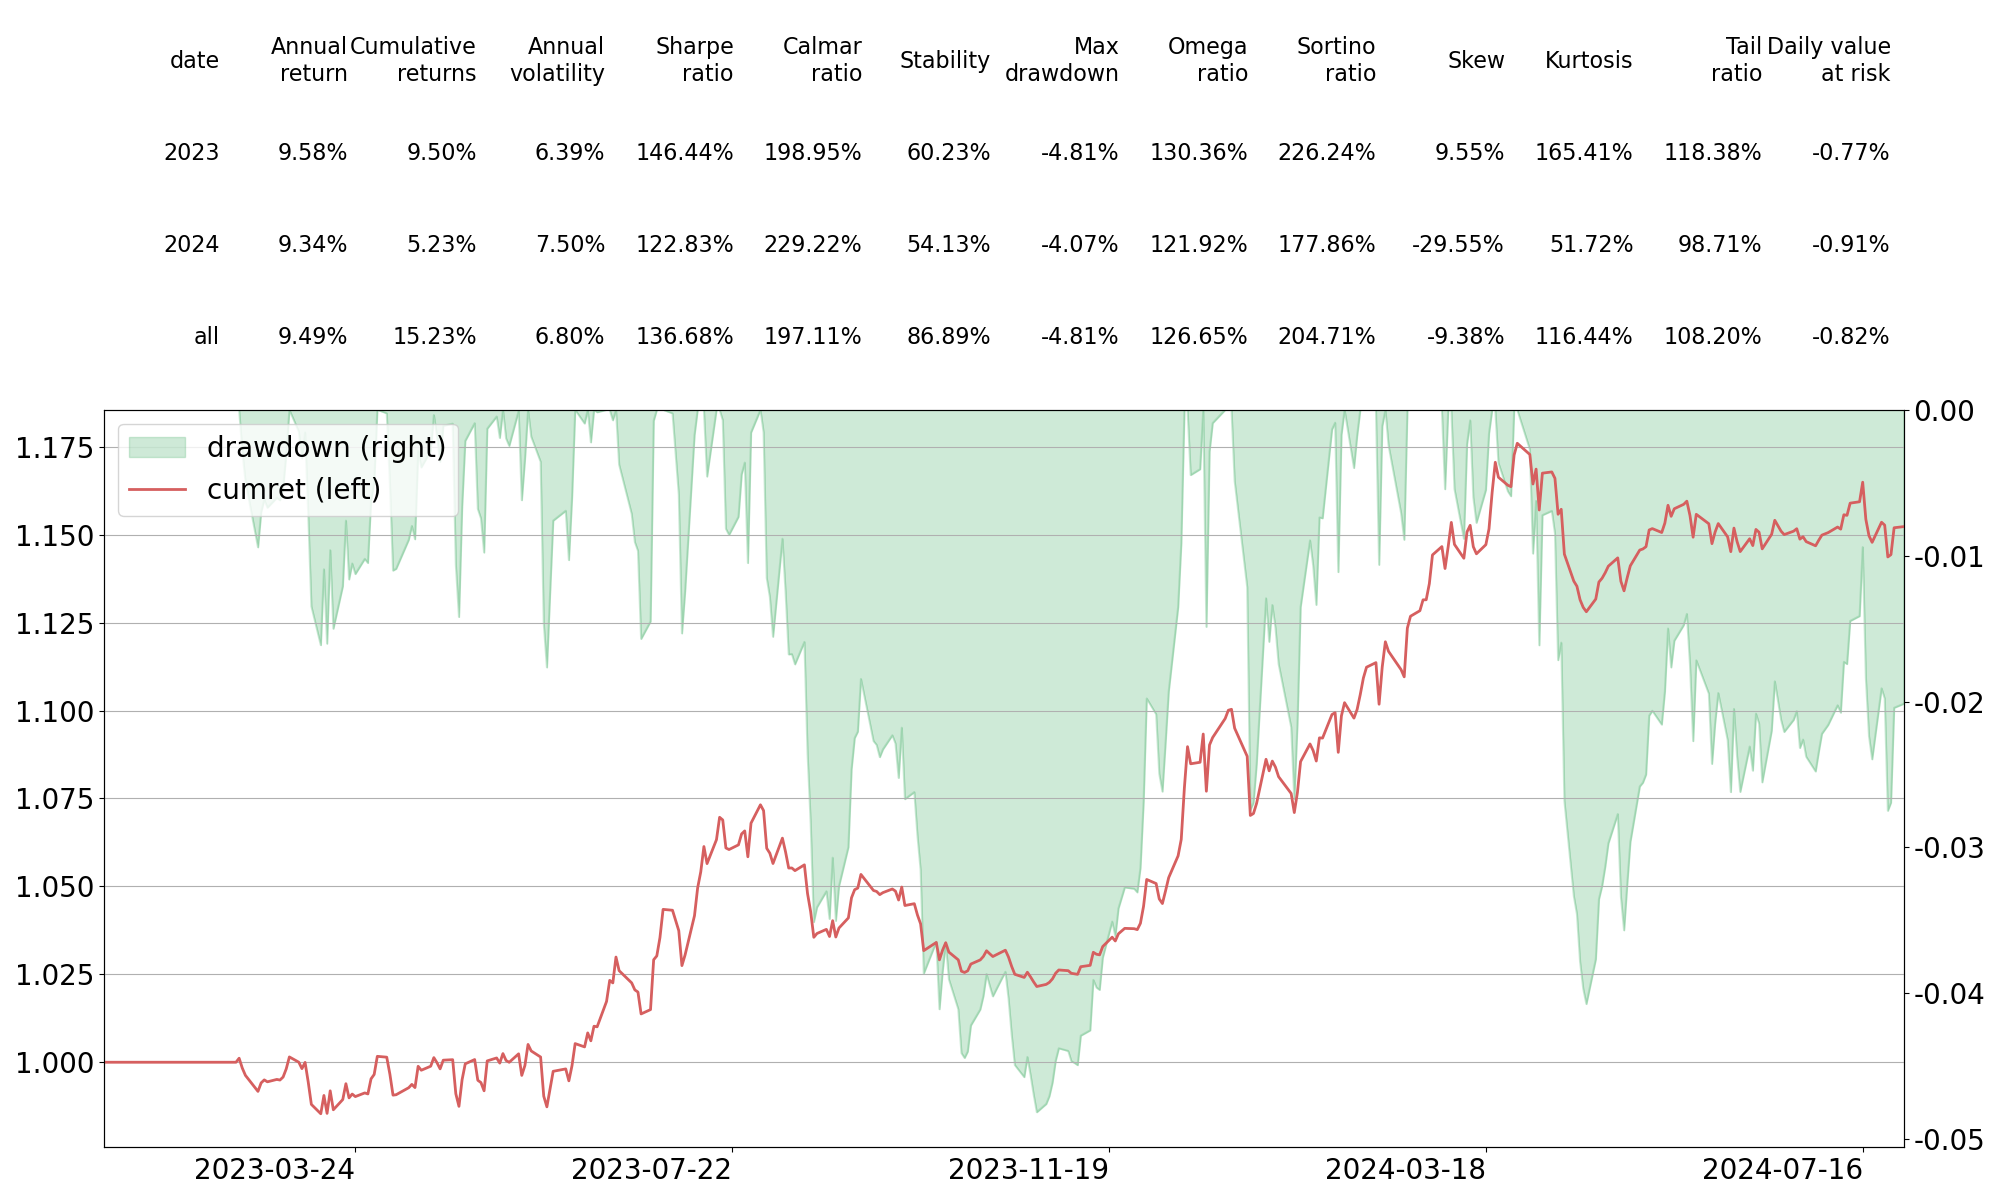 date Annual return Cumulative returns Annual volatility Sharpe ratio Calmar ratio Stability Max drawdown Omega ratio Sortino ratio Skew Kurtosis Tail ratio Daily value at risk
2023 9.58% 9.50% 6.39% 146.44% 198.95% 60.23% -4.81% 130.36% 226.24% 9.55% 165.41% 118.38% -0.77%
2024 9.34% 5.23% 7.50% 122.83% 229.22% 54.13% -4.07% 121.92% 177.86% -29.55% 51.72% 98.71% -0.91%
all 9.49% 15.23% 6.80% 136.68% 197.11% 86.89% -4.81% 126.65% 204.71% -9.38% 116.44% 108.20% -0.82%
drawdown (right)
cumret (left)
1.175
1.150
1.125
1.100
1.075
1.050
1.025
1.000
0.00
-0.01
-0.02
-0.03
-0.04
-0.05
2023-03-24 2023-07-22 2023-11-19 2024-03-18 2024-07-16